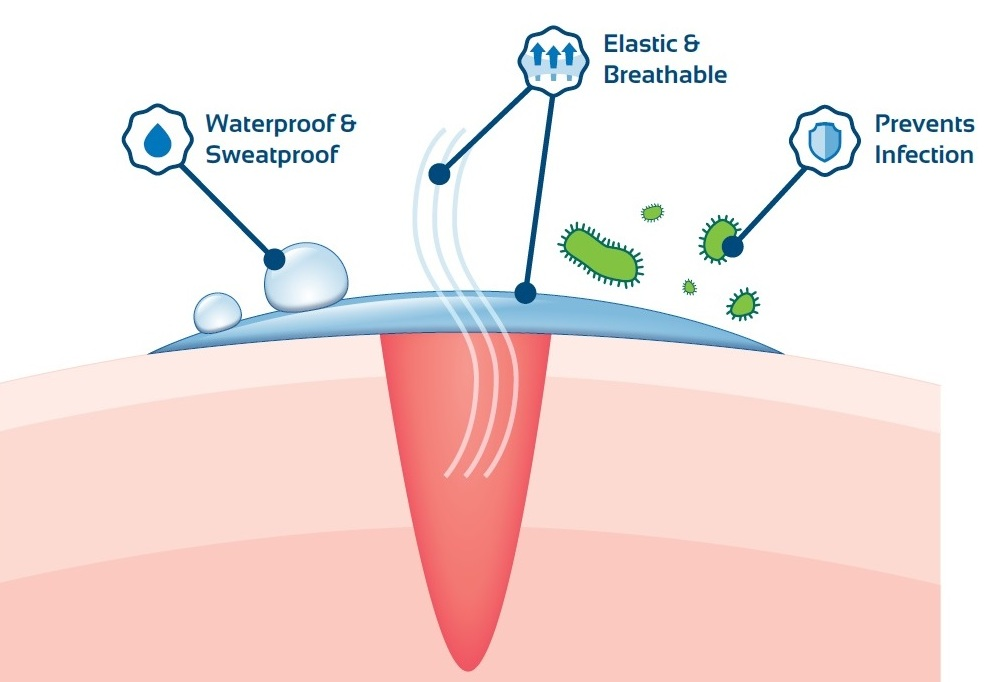 Elastic &
Breathable
Waterproof &
Sweatproof
Prevents
Infection